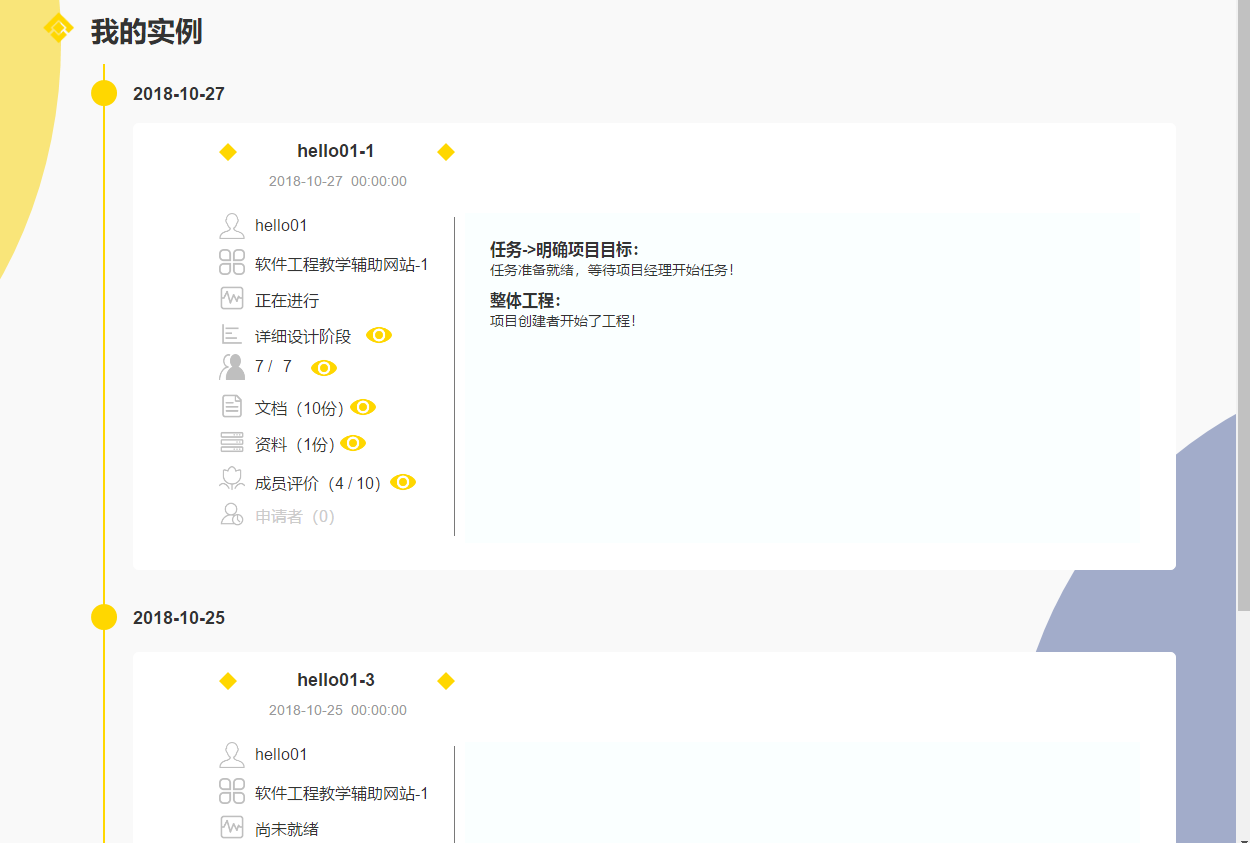 我的实例
2018-10-27
hello01-1
2018-10-27 00:00:00
hello01
软件工程教学辅助网站-1
正在进行
详细设计阶段
7 / 7
文档（10份）
资料（1份）
成员评价（4 / 10）
申请者（0）
任务->明确项目目标：
任务准备就绪，等待项目经理开始任务！
整体工程：
项目创建者开始了工程！
2018-10-25
hello01-3
2018-10-25 00:00:00
hello01
软件工程教学辅助网站-1
尚未就绪